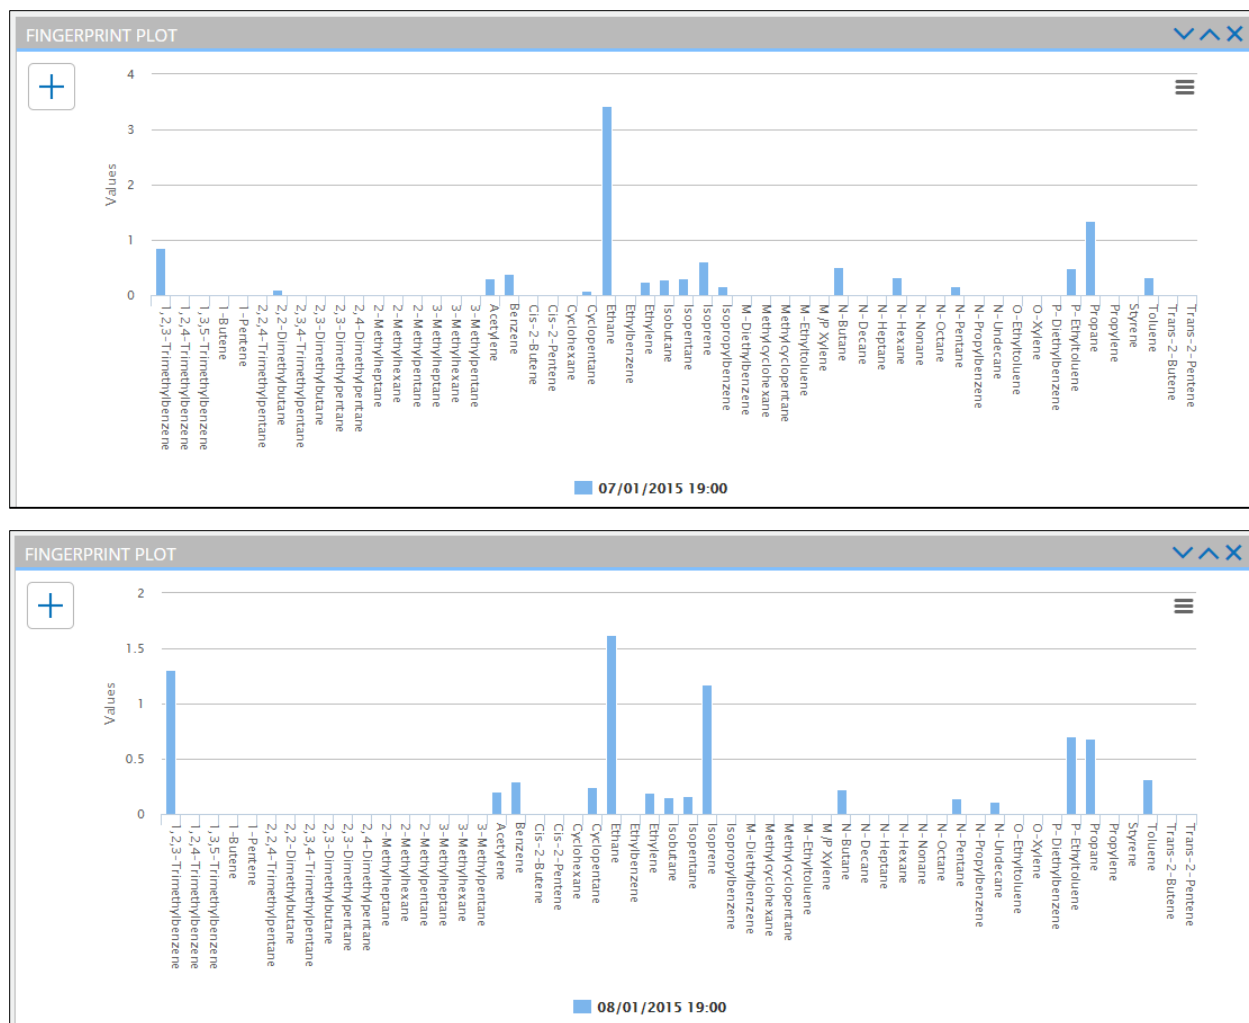 FINGERPRINT PLOT
4
3
2
1
0
Values
1,2,3-Trimethylbenzene
1,2,4-Trimethylbenzene
1,3,5-Trimethylbenzene
1-Butene
1-Pentene
2,2,4-Trimethylpentane
2,2-Dimethylbutane
2,3,4-Trimethylpentane
2,3-Dimethylbutane
2,3-Dimethylpentane
2,4-Dimethylpentane
2-Methylheptane
2-Methylhexane
2-Methylpentane
3-Methylheptane
3-Methylhexane
3-Methylpentane
Acetylene
Benzene
Cis-2-Butene
Cis-2-Pentene
Cyclohexane
Cyclopentane
Ethane
Ethylbenzene
Ethylene
Isobutane
Isopentane
Isoprene
Isopropylbenzene
M-Diethylbenzene
Methylcyclohexane
Methylcyclopentane
M-Ethyltoluene
M/P Xylene
N-Butane
N-Decane
N-Heptane
N-Hexane
N-Nonane
N-Octane
N-Pentane
N-Propylbenzene
N-Undecane
O-Ethyltoluene
O-Xylene
P-Diethylbenzene
P-Ethyltoluene
Propane
Propylene
Styrene
Toluene
Trans-2-Butene
Trans-2-Pentene
07/01/2015 19:00
FINGERPRINT PLOT
2
1.5
1
0.5
0
Values
1,2,3-Trimethylbenzene
1,2,4-Trimethylbenzene
1,3,5-Trimethylbenzene
1-Butene
1-Pentene
2,2,4-Trimethylpentane
2,2-Dimethylbutane
2,3,4-Trimethylpentane
2,3-Dimethylbutane
2,3-Dimethylpentane
2,4-Dimethylpentane
2-Methylheptane
2-Methylhexane
2-Methylpentane
3-Methylheptane
3-Methylhexane
3-Methylpentane
Acetylene
Benzene
Cis-2-Butene
Cis-2-Pentene
Cyclohexane
Cyclopentane
Ethane
Ethylbenzene
Ethylene
Isobutane
Isopentane
Isoprene
Isopropylbenzene
M-Diethylbenzene
Methylcyclohexane
Methylcyclopentane
M-Ethyltoluene
M/P Xylene
N-Butane
N-Decane
N-Heptane
N-Hexane
N-Nonane
N-Octane
N-Pentane
N-Propylbenzene
N-Undecane
O-Ethyltoluene
O-Xylene
P-Diethylbenzene
P-Ethyltoluene
Propane
Propylene
Styrene
Toluene
Trans-2-Butene
Trans-2-Pentene
08/01/2015 19:00